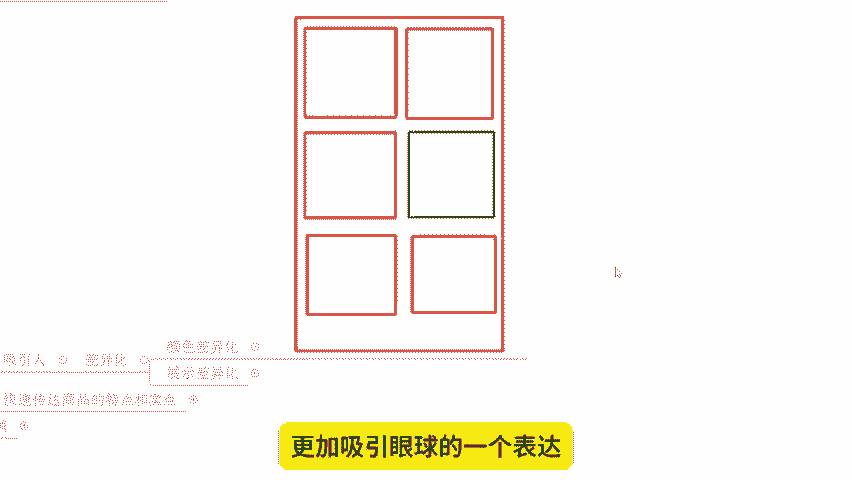 颜色差异化
吸引人 差异化
展示差异化
快速传达商品的特点和卖点
更加吸引眼球的一个表达